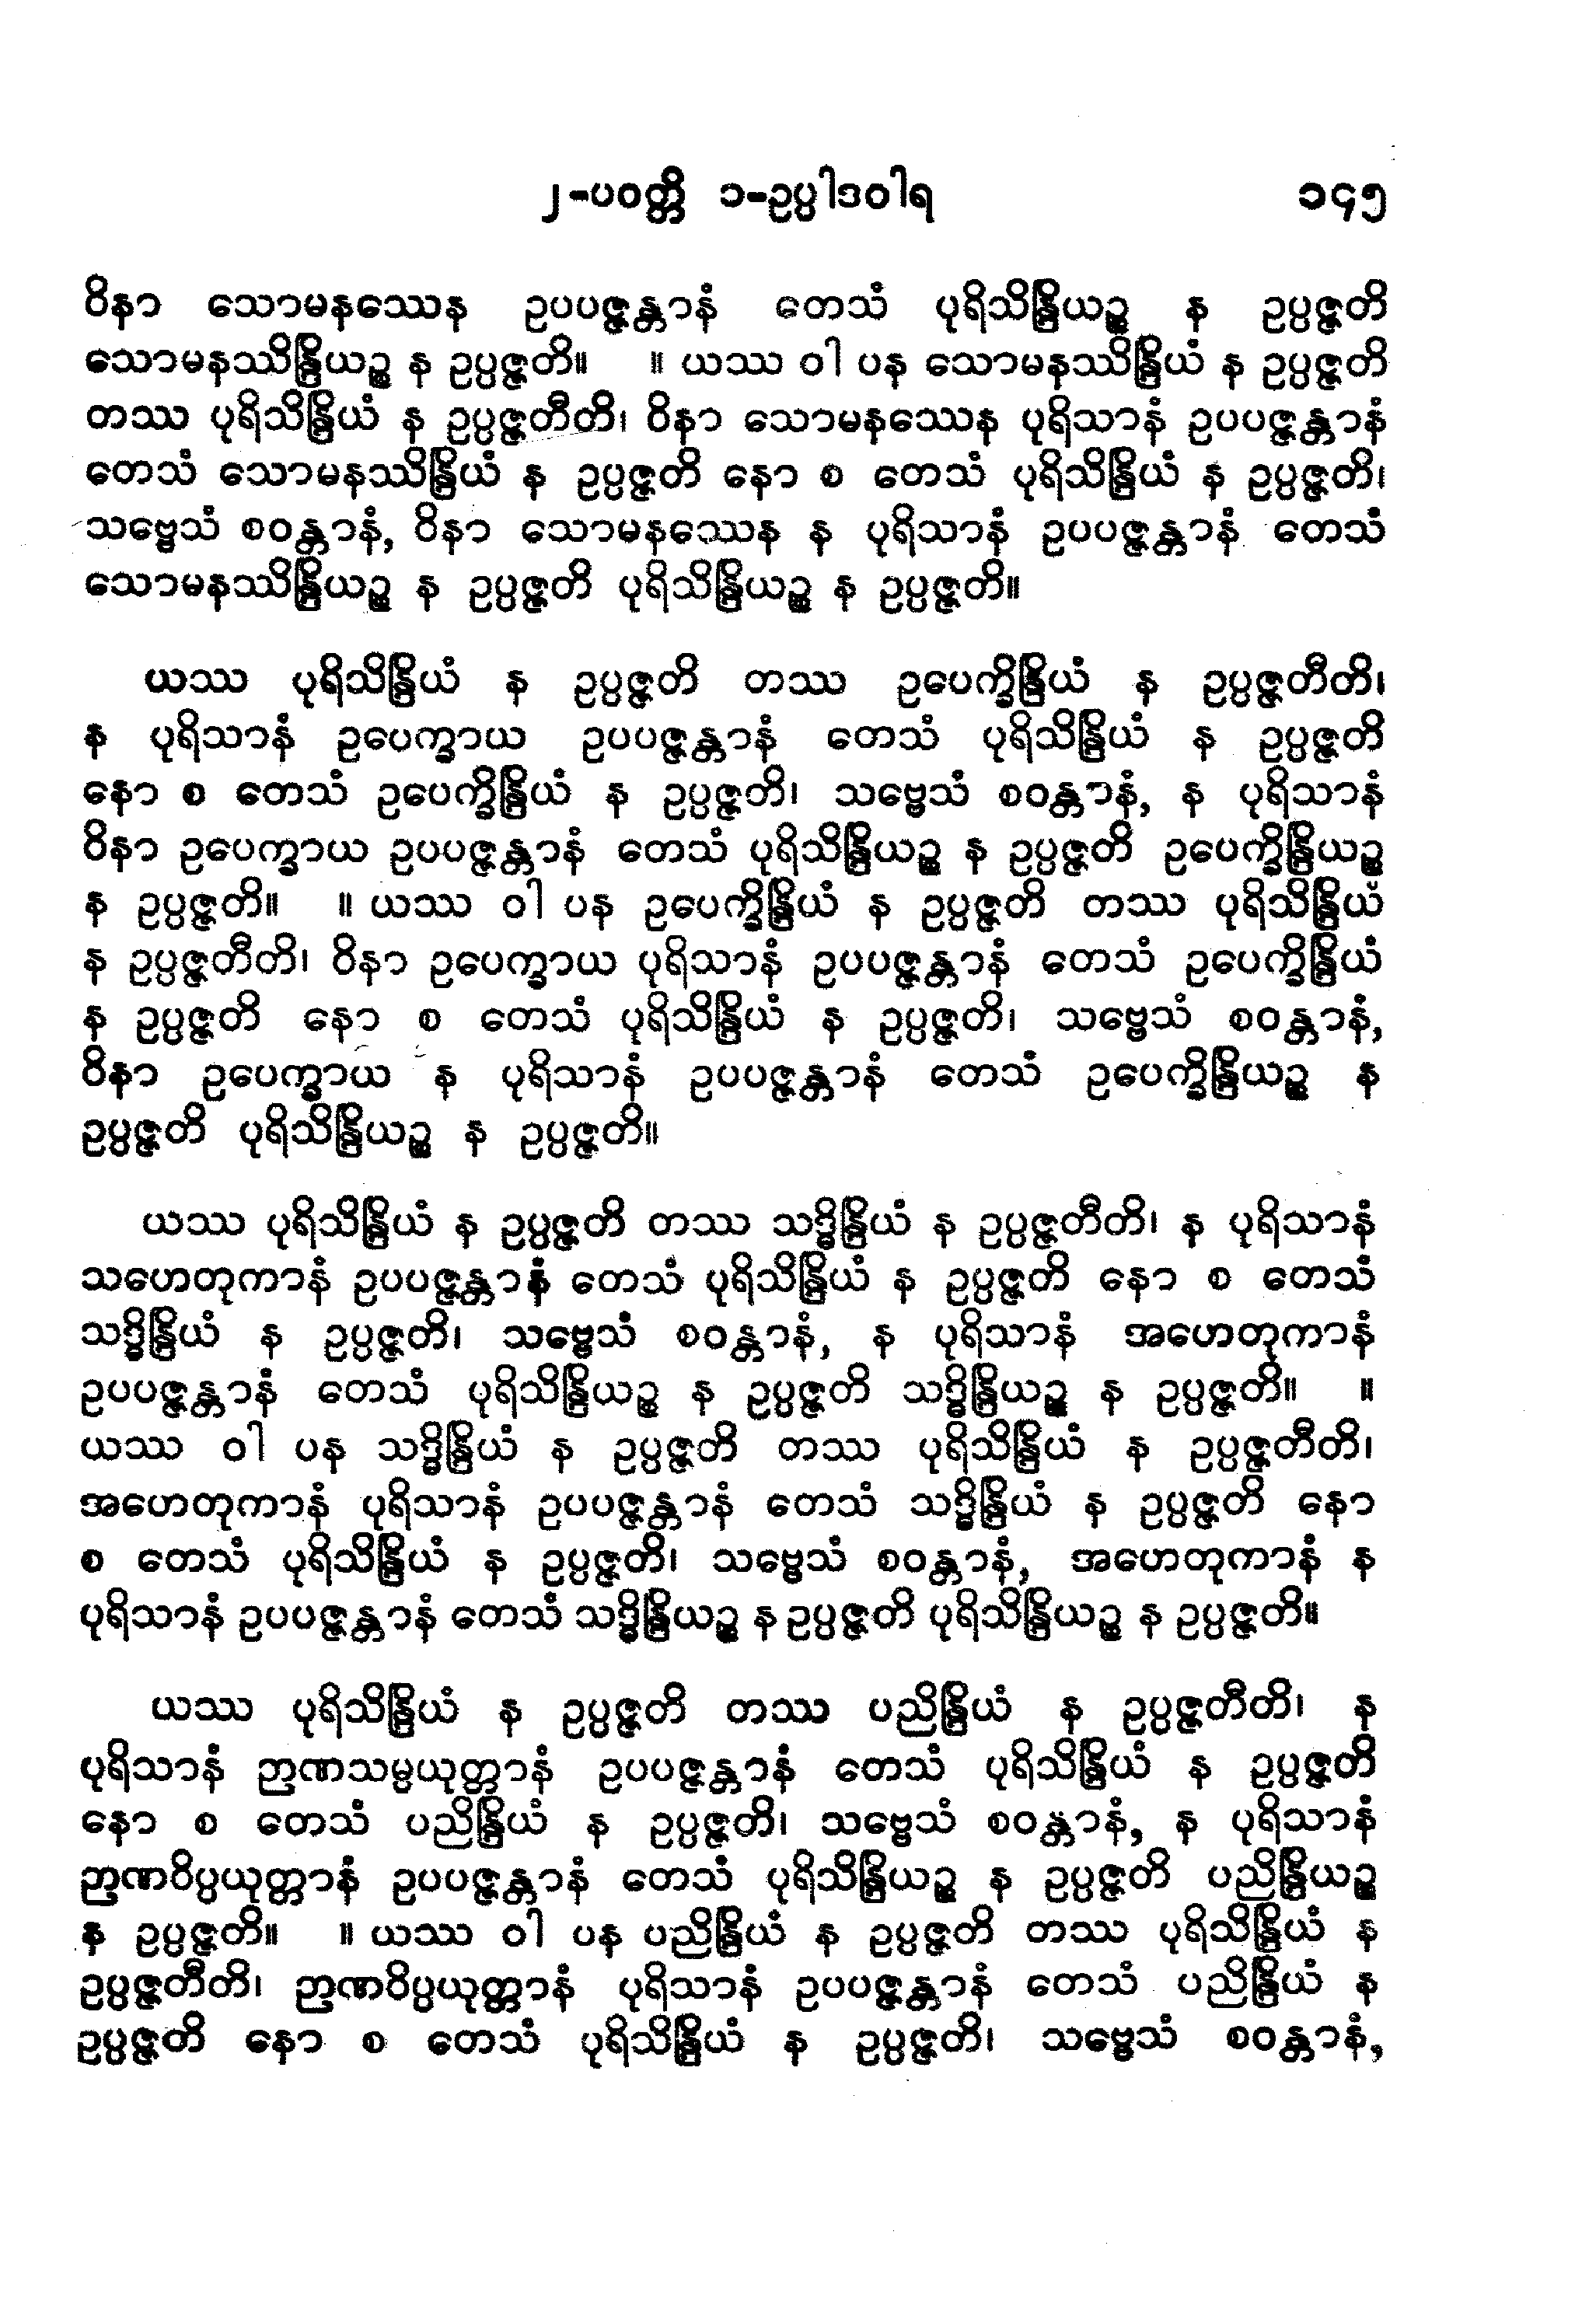 ၂-ပဝတ္တိ ၁-ဥပ္ပါဒဝါရ ၁၄၅
ဝိနာ သောမနဿေန ဥပပဇ္ဇန္တာနံ တေသံ ပုရိသိန္ဒြိယဉ္စ န ဥပ္ပဇ္ဇတိ
သောမနဿိန္ဒြိယဉ္စ န ဥပ္ပဇ္ဇတိ။ ။ ယဿ ဝါ ပန သောမနဿိန္ဒြိယံ န ဥပ္ပဇ္ဇတိ
တဿ ပုရိသိန္ဒြိယံ န ဥပ္ပဇ္ဇတီတိ၊ ဝိနာ သောမနဿေန ပုရိသာနံ ဥပပဇ္ဇန္တာနံ
တေသံ သောမနဿိန္ဒြိယံ န ဥပ္ပဇ္ဇတိ နော စ တေသံ ပုရိသိန္ဒြိယံ န ဥပ္ပဇ္ဇတိ၊
သဗ္ဗေသံ စဝန္တာနံ, ဝိနာ သောမနဿေန န ပုရိသာနံ ဥပပဇ္ဇန္တာနံ တေသံ
သောမနဿိန္ဒြိယဉ္စ န ဥပ္ပဇ္ဇတိ ပုရိသိန္ဒြိယဉ္စ န ဥပ္ပဇ္ဇတိ။
ယဿ ပုရိသိန္ဒြိယံ န ဥပ္ပဇ္ဇတိ တဿ ဥပေက္ခိန္ဒြိယံ န ဥပ္ပဇ္ဇတီတိ၊
န ပုရိသာနံ ဥပေက္ခာယ ဥပပဇ္ဇန္တာနံ တေသံ ပုရိသိန္ဒြိယံ န ဥပ္ပဇ္ဇတိ
နော စ တေသံ ဥပေက္ခိန္ဒြိယံ န ဥပ္ပဇ္ဇတိ၊ သဗ္ဗေသံ စဝန္တာနံ, န ပုရိသာနံ
ဝိနာ ဥပေက္ခာယ ဥပပဇ္ဇန္တာနံ တေသံ ပုရိသိန္ဒြိယဉ္စ န ဥပ္ပဇ္ဇတိ ဥပေက္ခိန္ဒြိယဉ္စ
န ဥပ္ပဇ္ဇတိ။ ။ ယဿ ဝါ ပန ဥပေက္ခိန္ဒြိယံ န ဥပ္ပဇ္ဇတိ တဿ ပုရိသိန္ဒြိယံ
န ဥပ္ပဇ္ဇတီတိ၊ ဝိနာ ဥပေက္ခာယ ပုရိသာနံ ဥပပဇ္ဇန္တာနံ တေသံ ဥပေက္ခိန္ဒြိယံ
န ဥပ္ပဇ္ဇတိ နော စ တေသံ ပုရိသိန္ဒြိယံ န ဥပ္ပဇ္ဇတိ၊ သဗ္ဗေသံ စဝန္တာနံ,
ဝိနာ ဥပေက္ခာယ န ပုရိသာနံ ဥပပဇ္ဇန္တာနံ တေသံ ဥပေက္ခိန္ဒြိယဉ္စ န
ဥပ္ပဇ္ဇတိ ပုရိသိန္ဒြိယဉ္စ န ဥပ္ပဇ္ဇတိ။
ယဿ ပုရိသိန္ဒြိယံ န ဥပ္ပဇ္ဇတိ တဿ သဒ္ဓိန္ဒြိယံ န ဥပ္ပဇ္ဇတီတိ၊ န ပုရိသာနံ
သဟေတုကာနံ ဥပပဇ္ဇန္တာနံ တေသံ ပုရိသိန္ဒြိယံ န ဥပ္ပဇ္ဇတိ နော စ တေသံ
သဒ္ဓိန္ဒြိယံ န ဥပ္ပဇ္ဇတိ၊ သဗ္ဗေသံ စဝန္တာနံ, န ပုရိသာနံ အဟေတုကာနံ
ဥပပဇ္ဇန္တာနံ တေသံ ပုရိသိန္ဒြိယဉ္စ န ဥပ္ပဇ္ဇတိ သဒ္ဓိန္ဒြိယဉ္စ န ဥပ္ပဇ္ဇတိ။ ။
ယဿ ဝါ ပန သဒ္ဓိန္ဒြိယံ န ဥပ္ပဇ္ဇတိ တဿ ပုရိသိန္ဒြိယံ န ဥပ္ပဇ္ဇတီတိ၊
အဟေတုကာနံ ပုရိသာနံ ဥပပဇ္ဇန္တာနံ တေသံ သဒ္ဓိန္ဒြိယံ န ဥပ္ပဇ္ဇတိ နော
စ တေသံ ပုရိသိန္ဒြိယံ န ဥပ္ပဇ္ဇတိ၊ သဗ္ဗေသံ စဝန္တာနံ, အဟေတုကာနံ န
ပုရိသာနံ ဥပပဇ္ဇန္တာနံ တေသံ သဒ္ဓိန္ဒြိယဉ္စ န ဥပ္ပဇ္ဇတိ ပုရိသိန္ဒြိယဉ္စ န ဥပ္ပဇ္ဇတိ။
ယဿ ပုရိသိန္ဒြိယံ န ဥပ္ပဇ္ဇတိ တဿ ပညိန္ဒြိယံ န ဥပ္ပဇ္ဇတီတိ၊ န
ပုရိသာနံ ဉာဏသမ္ပယုတ္တာနံ ဥပပဇ္ဇန္တာနံ တေသံ ပုရိသိန္ဒြိယံ န ဥပ္ပဇ္ဇတိ
နော စ တေသံ ပညိန္ဒြိယံ န ဥပ္ပဇ္ဇတိ၊ သဗ္ဗေသံ စဝန္တာနံ, န ပုရိသာနံ
ဉာဏဝိပ္ပယုတ္တာနံ ဥပပဇ္ဇန္တာနံ တေသံ ပုရိသိန္ဒြိယဉ္စ န ဥပ္ပဇ္ဇတိ ပညိန္ဒြိယဉ္စ
န ဥပ္ပဇ္ဇတိ။ ။ ယဿ ဝါ ပန ပညိန္ဒြိယံ န ဥပ္ပဇ္ဇတိ တဿ ပုရိသိန္ဒြိယံ န
ဥပ္ပဇ္ဇတီတိ၊ ဉာဏဝိပ္ပယုတ္တာနံ ပုရိသာနံ ဥပပဇ္ဇန္တာနံ တေသံ ပညိန္ဒြိယံ န
ဥပ္ပဇ္ဇတိ နော စ တေသံ ပုရိသိန္ဒြိယံ န ဥပ္ပဇ္ဇတိ၊ သဗ္ဗေသံ စဝန္တာနံ,